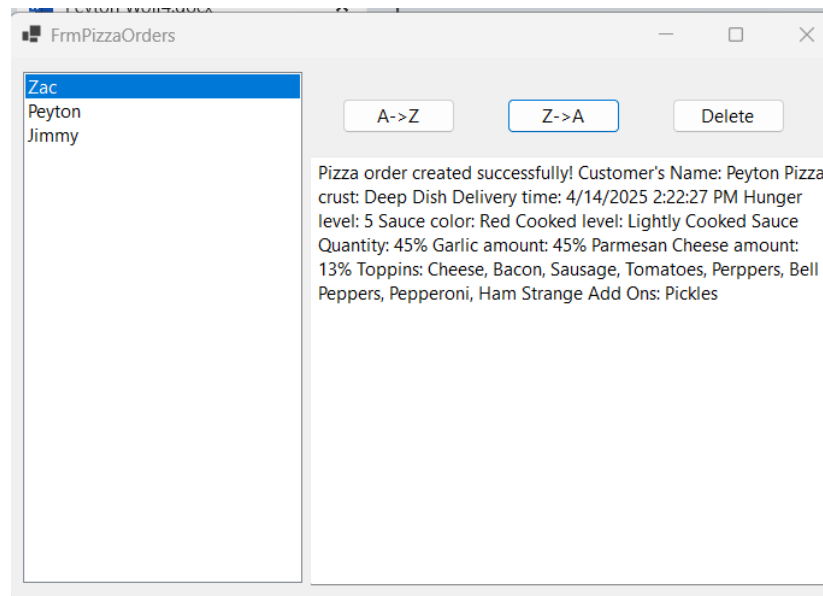 FrmPizzaOrders
Zac
Peyton
Jimmy
A->Z
Z->A
Delete
Pizza order created successfully! Customer's Name: Peyton Pizza
crust: Deep Dish Delivery time: 4/14/2025 2:22:27 PM Hunger
level: 5 Sauce color: Red Cooked level: Lightly Cooked Sauce
Quantity: 45% Garlic amount: 45% Parmesan Cheese amount:
13% Toppins: Cheese, Bacon, Sausage, Tomatoes, Perppers, Bell
Peppers, Pepperoni, Ham Strange Add Ons: Pickles